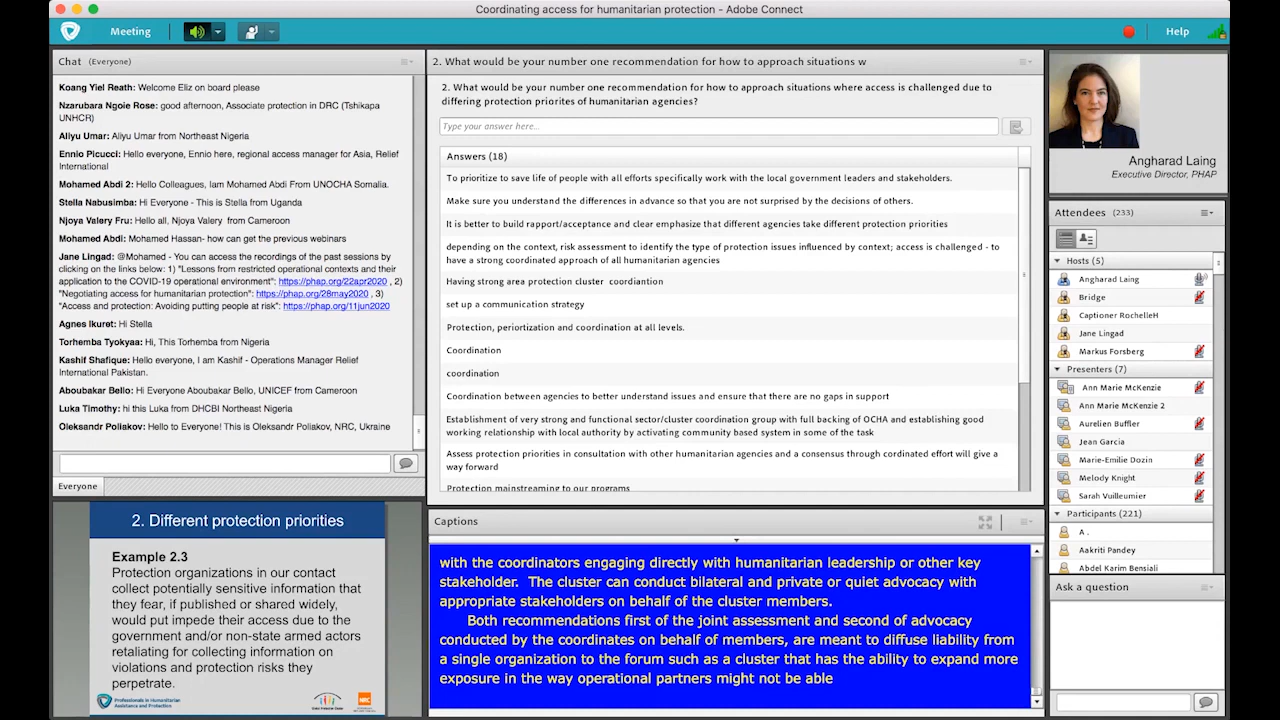 Coordinating access for humanitarian protection - Adobe Connect
Meeting
Help
Chat (Everyone)
Koang Yiel Reath: Welcome Eliz on board please
Nzarubara Ngoie Rose: good afternoon, Associate protection in DRC (Tshikapa
UNHCR)
Aliyu Umar: Aliyu Umar from Northeast Nigeria
Ennio Picucci: Hello everyone, Ennio here, regional access manager for Asia, Relief
International
Mohamed Abdi 2: Hello Colleagues, Iam Mohamed Abdi From UNOCHA Somalia.
Stella Nabusimba: Hi Everyone - This is Stella from Uganda
Njoya Valery Fru: Hello all, Njoya Valery from Cameroon
Mohamed Abdi: Mohamed Hassan- how can get the previous webinars
Jane Lingad: @Mohamed - You can access the recordings of the past sessions by
clicking on the links below: 1) "Lessons from restricted operational contexts and their
application to the COVID-19 operational environment": https://phap.org/22apr2020 , 2)
"Negotiating access for humanitarian protection": https://phap.org/28may2020 , 3)
"Access and protection: Avoiding putting people at risk": https://phap.org/11jun2020
Agnes Ikuret: Hi Stella
Torhemba Tyokyaa: Hi, This Torhemba from Nigeria
Kashif Shafique: Hello everyone, I am Kashif - Operations Manager Relief
International Pakistan.
Aboubakar Bello: Hi Everyone Aboubakar Bello, UNICEF from Cameroon
Luka Timothy: hi this Luka from DHCBI Northeast Nigeria
Oleksandr Poliakov: Hello to Everyone! This is Oleksandr Poliakov, NRC, Ukraine
Everyone
2. Different protection priorities
Example 2.3
Protection organizations in our contact
collect potentially sensitive information that
they fear, if published or shared widely,
would put impede their access due to the
government and/or non-state armed actors
retaliating for collecting information on
violations and protection risks they
perpetrate.
Professionals in Humanitarian
Assistance and Protection
NRC
2. What would be your number one recommendation for how to approach situations w
2. What would be your number one recommendation for how to approach situations where access is challenged due to
differing protection priorites of humanitarian agencies?
Type your answer here...
Answers (18)
To prioritize to save life of people with all efforts specifically work with the local government leaders and stakeholders.
Make sure you understand the differences in advance so that you are not surprised by the decisions of others.
It is better to build rapport/acceptance and clear emphasize that different agencies take different protection priorities
depending on the context, risk assessment to identify the type of protection issues influenced by context; access is challenged - to
have a strong coordinated approach of all humanitarian agencies
Having strong area protection cluster coordiantion
set up a communication strategy
Protection, periortization and coordination at all levels.
Coordination
coordination
Coordination between agencies to better understand issues and ensure that there are no gaps in support
Establishment of very strong and functional sector/cluster coordination group with full backing of OCHA and establishing good
working relationship with local authority by activating community based system in some of the task
Assess protection priorities in consultation with other humanitarian agencies and a consensus through cordinated effort will give a
way forward
Protection mainstreaming to our programs
Captions
with the coordinators engaging directly with humanitarian leadership or other key
stakeholder. The cluster can conduct bilateral and private or quiet advocacy with
appropriate stakeholders on behalf of the cluster members.
Both recommendations first of the joint assessment and second of advocacy
conducted by the coordinates on behalf of members, are meant to diffuse liability from
a single organization to the forum such as a cluster that has the ability to expand more
exposure in the way operational partners might not be able
Angharad Laing
Executive Director, PHAP
Attendees (233)
Hosts (5)
Angharad Laing
Bridge
Captioner RochelleH
Jane Lingad
Markus Forsberg
Presenters (7)
Ann Marie McKenzie
Ann Marie McKenzie 2
Aurelien Buffler
Jean Garcia
Marie-Emilie Dozin
Melody Knight
Sarah Vuilleumier
Participants (221)
A .
Aakriti Pandey
Abdel Karim Bensiali
Ask a question